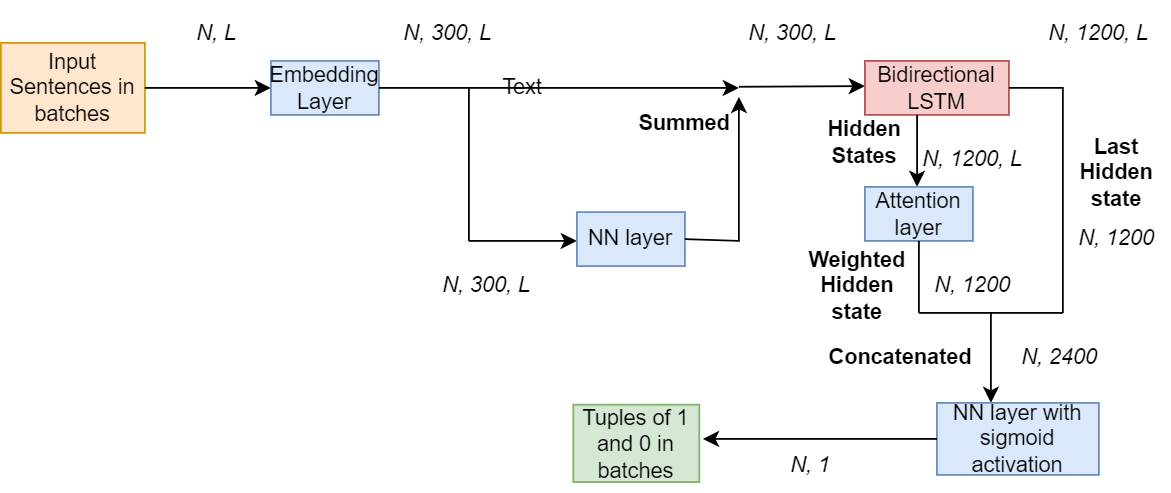 N, L
N, 300, L
N, 300, L
N, 1200, L
Input
Sentences in
batches
Embedding
Layer
Text
Bidirectional
LSTM
Summed
Hidden
States
N, 1200, L
Last
Hidden
state
N, 1200
Attention
layer
NN layer
N, 300, L
Weighted
Hidden
state
N, 1200
Concatenated
N, 2400
NN layer with
sigmoid
activation
N, 1
Tuples of 1
and 0 in
batches